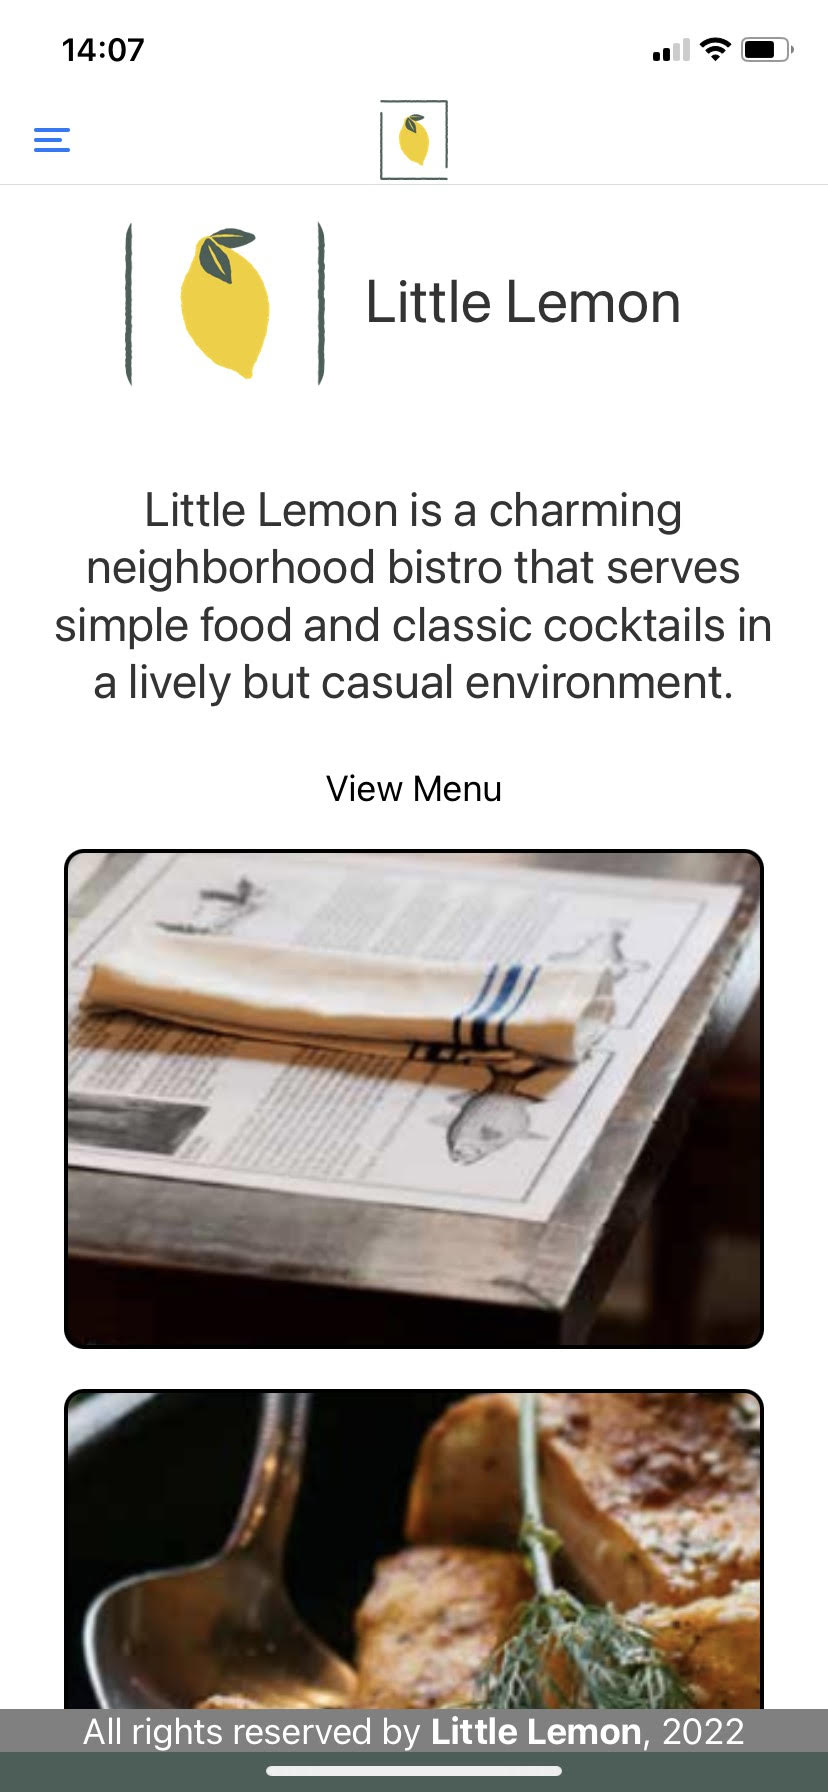 14:07
Little Lemon
Little Lemon is a charming
neighborhood bistro that serves
simple food and classic cocktails in
a lively but casual environment.
View Menu
All rights reserved by Little Lemon, 2022